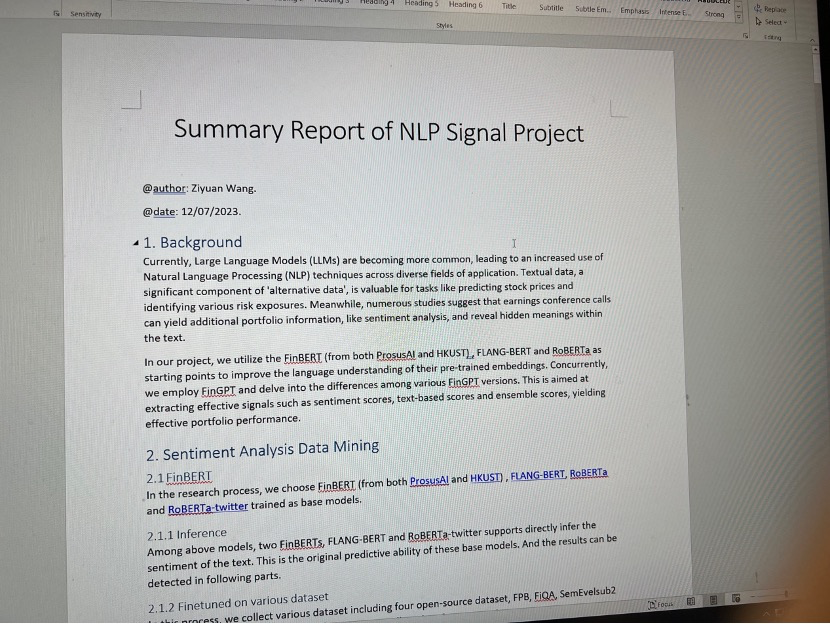 Sensitivity
Heading 4 Heading 5 Heading 6 Title Subtitle Subtle Em... Emphasis Intense E... Strong
Replace
Select
Styles
Editing
Summary Report of NLP Signal Project
@author: Ziyuan Wang.
@date: 12/07/2023.
1. Background
Currently, Large Language Models (LLMs) are becoming more common, leading to an increased use of
Natural Language Processing (NLP) techniques across diverse fields of application. Textual data, a
significant component of 'alternative data', is valuable for tasks like predicting stock prices and
identifying various risk exposures. Meanwhile, numerous studies suggest that earnings conference calls
can yield additional portfolio information, like sentiment analysis, and reveal hidden meanings within
the text.
In our project, we utilize the FinBERT (from both ProsusAI and HKUST) , FLANG-BERT and RoBERTa as
starting points to improve the language understanding of their pre-trained embeddings. Concurrently,
we employ FinGPT and delve into the differences among various FinGPT versions. This is aimed at
extracting effective signals such as sentiment scores, text-based scores and ensemble scores, yielding
effective portfolio performance.
2. Sentiment Analysis Data Mining
2.1 FinBERT
In the research process, we choose FinBERT (from both ProsusAI and HKUST) , FLANG-BERT, RoBERTa
and RoBERTa-twitter trained as base models.
2.1.1 Inference
Among above models, two FinBERTs, FLANG-BERT and RoBERTa-twitter supports directly infer the
sentiment of the text. This is the original predictive ability of these base models. And the results can be
detected in following parts.
2.1.2 Finetuned on various dataset
process, we collect various dataset including four open-source dataset, FPB, FiQA, SemEvelsub2
Focus